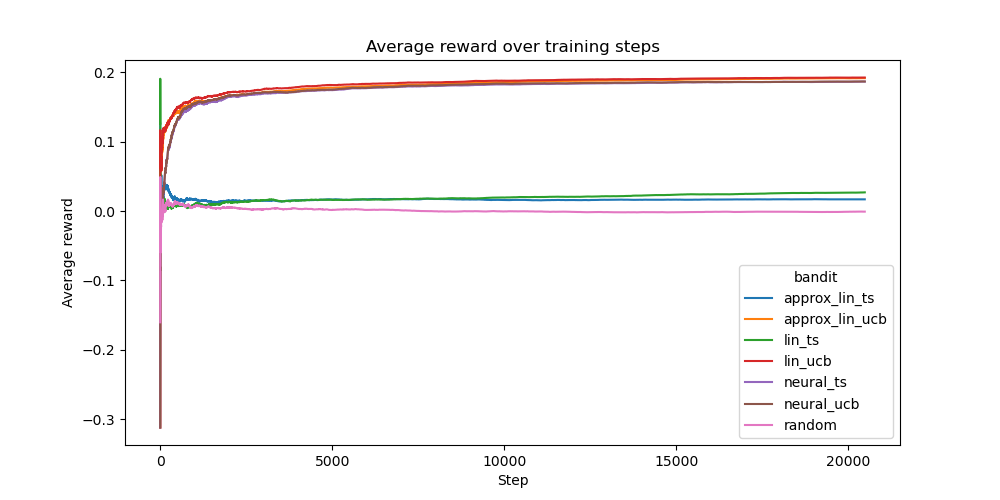 Average reward over training steps
Average reward
0.2
0.1
0.0
−0.1
−0.2
−0.3
0
5000
10000
15000
20000
Step
bandit
approx_lin_ts
approx_lin_ucb
lin_ts
lin_ucb
neural_ts
neural_ucb
random